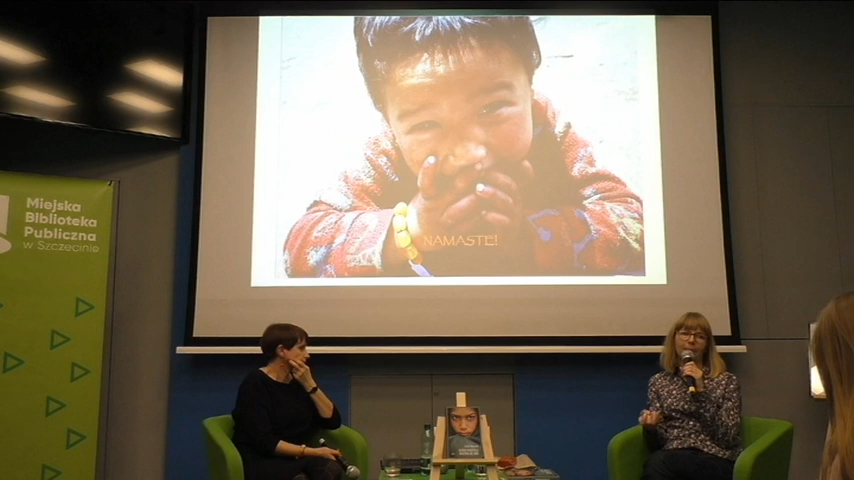 Miejska
Biblioteka
Publiczna
w Szczecinie
NAMASTE!